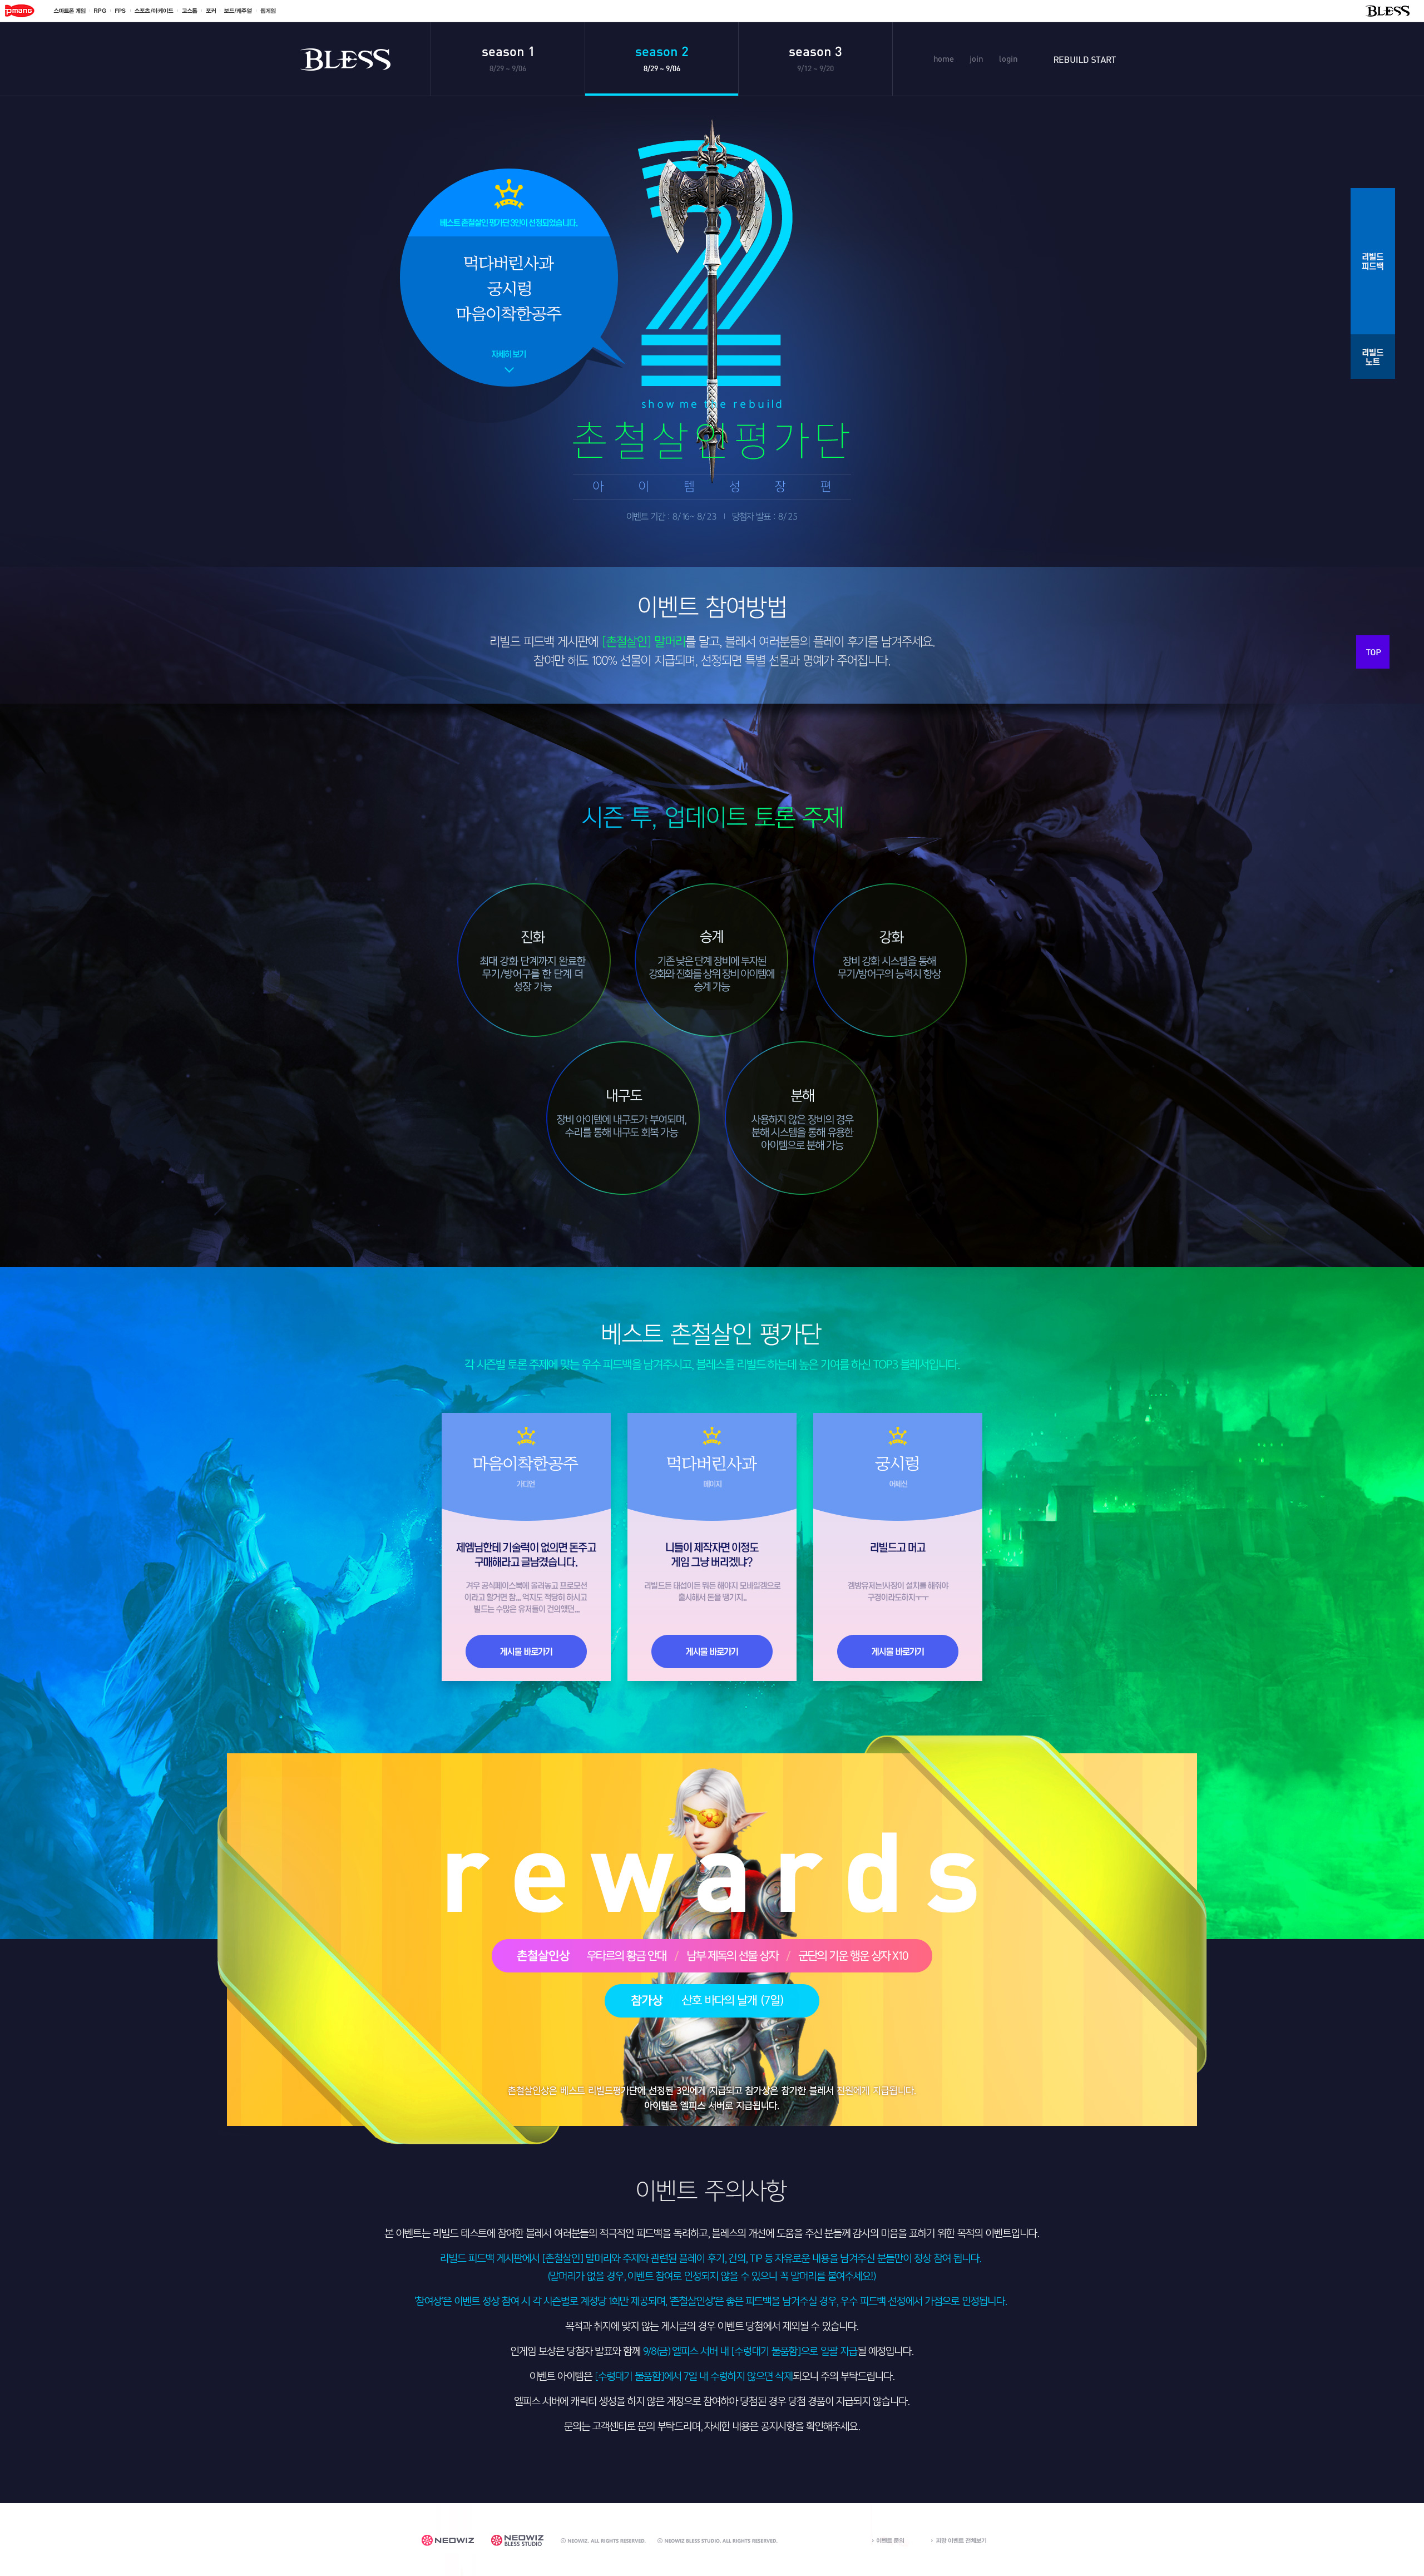 pmang
스마트폰 게임 · RPG · FPS · 스포츠/아케이드 · 고스톱 · 포커 · 보드/캐주얼 · 웹게임
BLESS
BLESS
season 1
8/29 ~ 9/06
season 2
8/29 ~ 9/06
season 3
9/12 ~ 9/20
home join login
REBUILD START
베스트 촌철살인 평가단 3인이 선정되었습니다.
먹다버린사과
궁시렁
마음이착한공주
자세히 보기
2
show me the rebuild
촌철살인평가단
아이템성장편
이벤트 기간 : 8/16~ 8/23 | 당첨자 발표 : 8/25
리빌드
피드백
리빌드
노트
이벤트 참여방법
리빌드 피드백 게시판에 [촌철살인] 말머리를 달고, 블레서 여러분들의 플레이 후기를 남겨주세요.
참여만 해도 100% 선물이 지급되며, 선정되면 특별 선물과 명예가 주어집니다.
TOP
시즌 투, 업데이트 토론 주제
진화
최대 강화 단계까지 완료한
무기/방어구를 한 단계 더
성장 가능
승계
기존 낮은 단계 장비에 투자된
강화와 진화를 상위 장비 아이템에
승계 가능
강화
장비 강화 시스템을 통해
무기/방어구의 능력치 향상
내구도
장비 아이템에 내구도가 부여되며,
수리를 통해 내구도 회복 가능
분해
사용하지 않은 장비의 경우
분해 시스템을 통해 유용한
아이템으로 분해 가능
베스트 촌철살인 평가단
각 시즌별 토론 주제에 맞는 우수 피드백을 남겨주시고, 블레스를 리빌드 하는데 높은 기여를 하신 TOP3 블레서입니다.
마음이착한공주
가디언
제엠님한테 기술력이 없으면 돈주고
구매해라고 글남겼습니다.
겨우 공식페이스북에 올려놓고 프로모션
이라고 할거면 참... 억지도 적당히 하시고
빌드는 수많은 유저들이 건의했던...
게시물 바로가기
먹다버린사과
메이지
니들이 제작자면 이정도
게임 그냥 버리겠냐?
리빌드든 태섭이든 뭐든 해야지 모바일겜으로
출시해서 돈을 땡기지..
게시물 바로가기
궁시렁
어쌔신
리빌드고 머고
겜방유저는!사장이 설치를 해줘야
구경이라도하지ㅜㅜ
게시물 바로가기
rewards
촌철살인상 우타르의 황금 안대 / 남부 제독의 선물 상자 / 군단의 기운 행운 상자 X10
참가상 산호 바다의 날개 (7일)
촌철살인상은 베스트 리빌드평가단에 선정된 3인에게 지급되고 참가상은 참가한 블레서 전원에게 지급됩니다
아이템은 엘피스 서버로 지급됩니다.
이벤트 주의사항
본 이벤트는 리빌드 테스트에 참여한 블레서 여러분들의 적극적인 피드백을 독려하고, 블레스의 개선에 도움을 주신 분들께 감사의 마음을 표하기 위한 목적의 이벤트입니다.
리빌드 피드백 게시판에서 [촌철살인] 말머리와 주제와 관련된 플레이 후기, 건의, TIP 등 자유로운 내용을 남겨주신 분들만이 정상 참여 됩니다.
(말머리가 없을 경우, 이벤트 참여로 인정되지 않을 수 있으니 꼭 말머리를 붙여주세요!)
'참여상'은 이벤트 정상 참여 시 각 시즌별로 계정당 1회만 제공되며, '촌철살인상'은 좋은 피드백을 남겨주실 경우, 우수 피드백 선정에서 가점으로 인정됩니다.
목적과 취지에 맞지 않는 게시글의 경우 이벤트 당첨에서 제외될 수 있습니다.
인게임 보상은 당첨자 발표와 함께 9/8(금) 엘피스 서버 내 [수령대기 물품함]으로 일괄 지급될 예정입니다.
이벤트 아이템은 [수령대기 물품함]에서 7일 내 수령하지 않으면 삭제되오니 주의 부탁드립니다.
엘피스 서버에 캐릭터 생성을 하지 않은 계정으로 참여햐아 당첨된 경우 당첨 경품이 지급되지 않습니다.
문의는 고객센터로 문의 부탁드리며, 자세한 내용은 공지사항을 확인해주세요.
NEOWIZ
NEOWIZ
BLESS STUDIO
ⓒ NEOWIZ. ALL RIGHTS RESERVED. ⓒ NEOWIZ BLESS STUDIO. ALL RIGHTS RESERVED.
이벤트 문의
피망 이벤트 전체보기